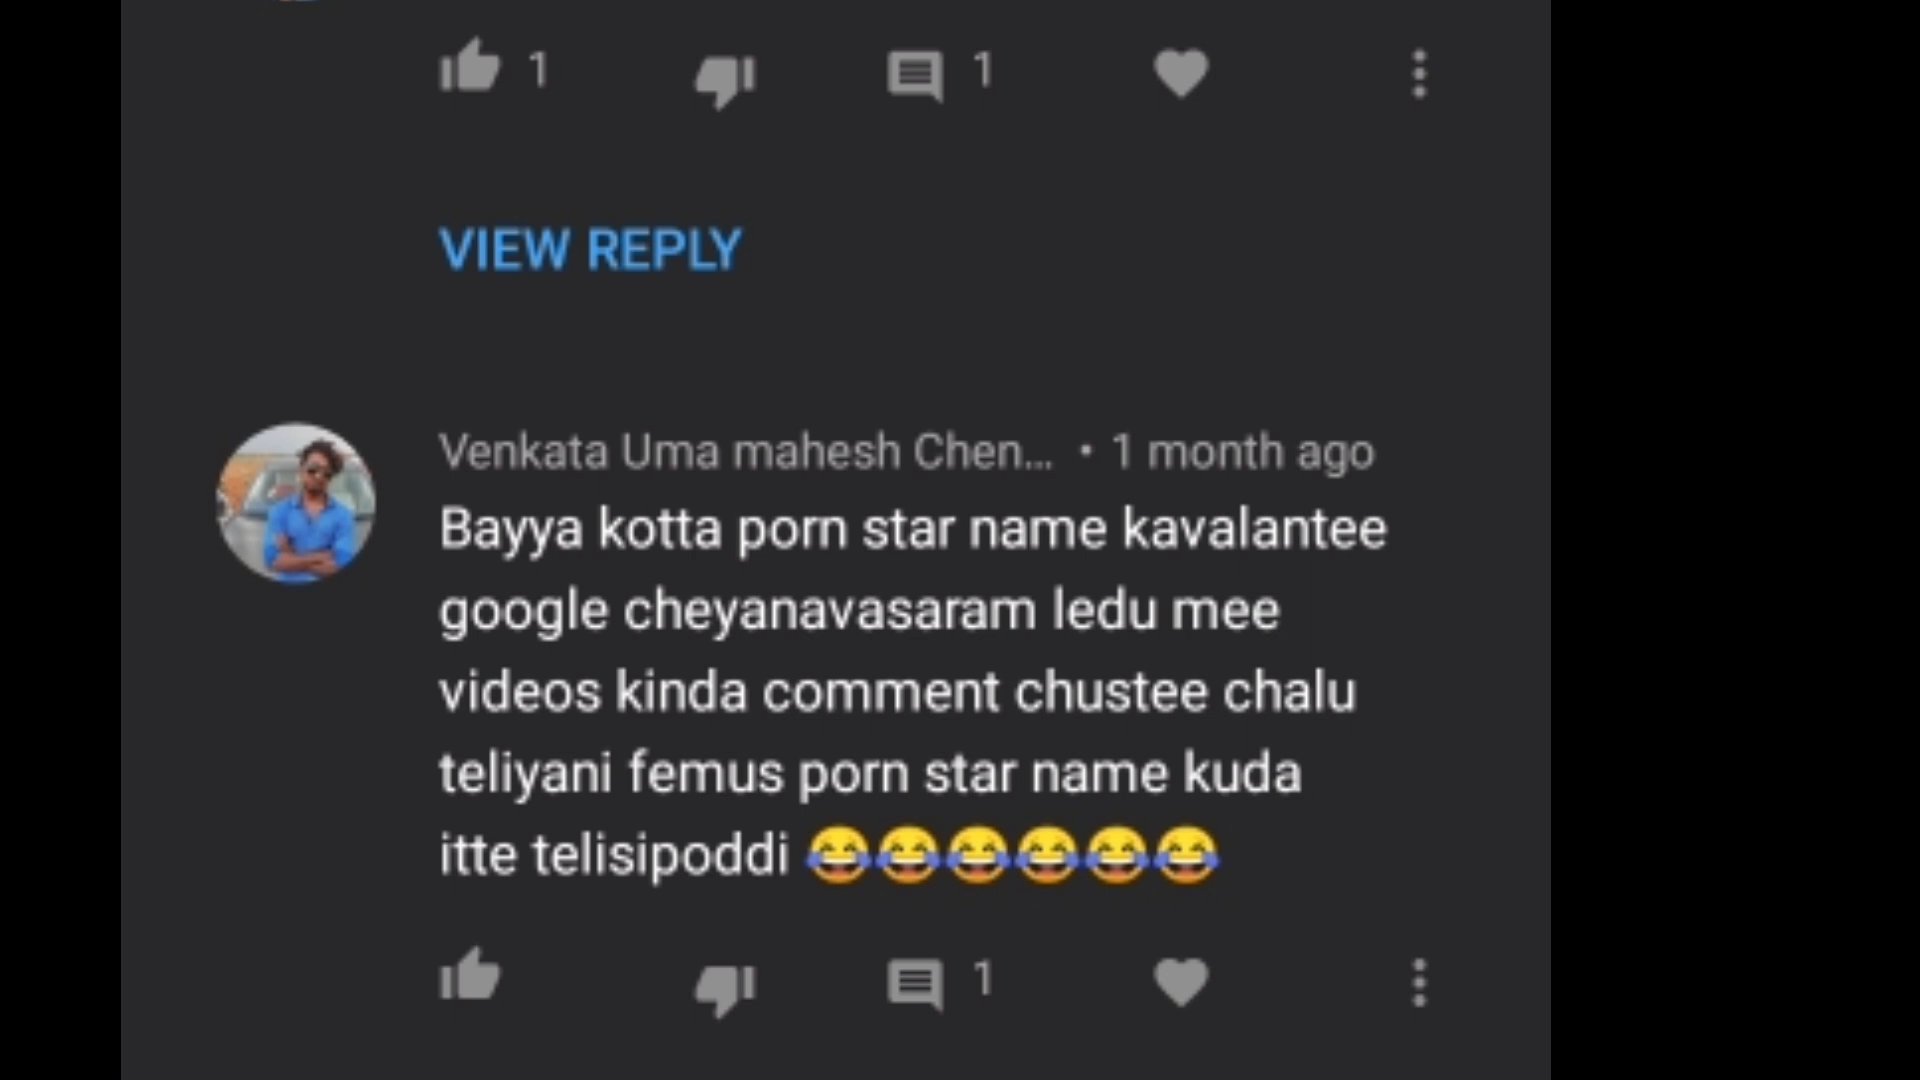 1 1
VIEW REPLY
Venkata Uma mahesh Chen... • 1 month ago
Bayya kotta porn star name kavalantee
google cheyanavasaram ledu mee
videos kinda comment chustee chalu
teliyani femus porn star name kuda
itte telisipoddi 😂😂😂😂😂😂
1